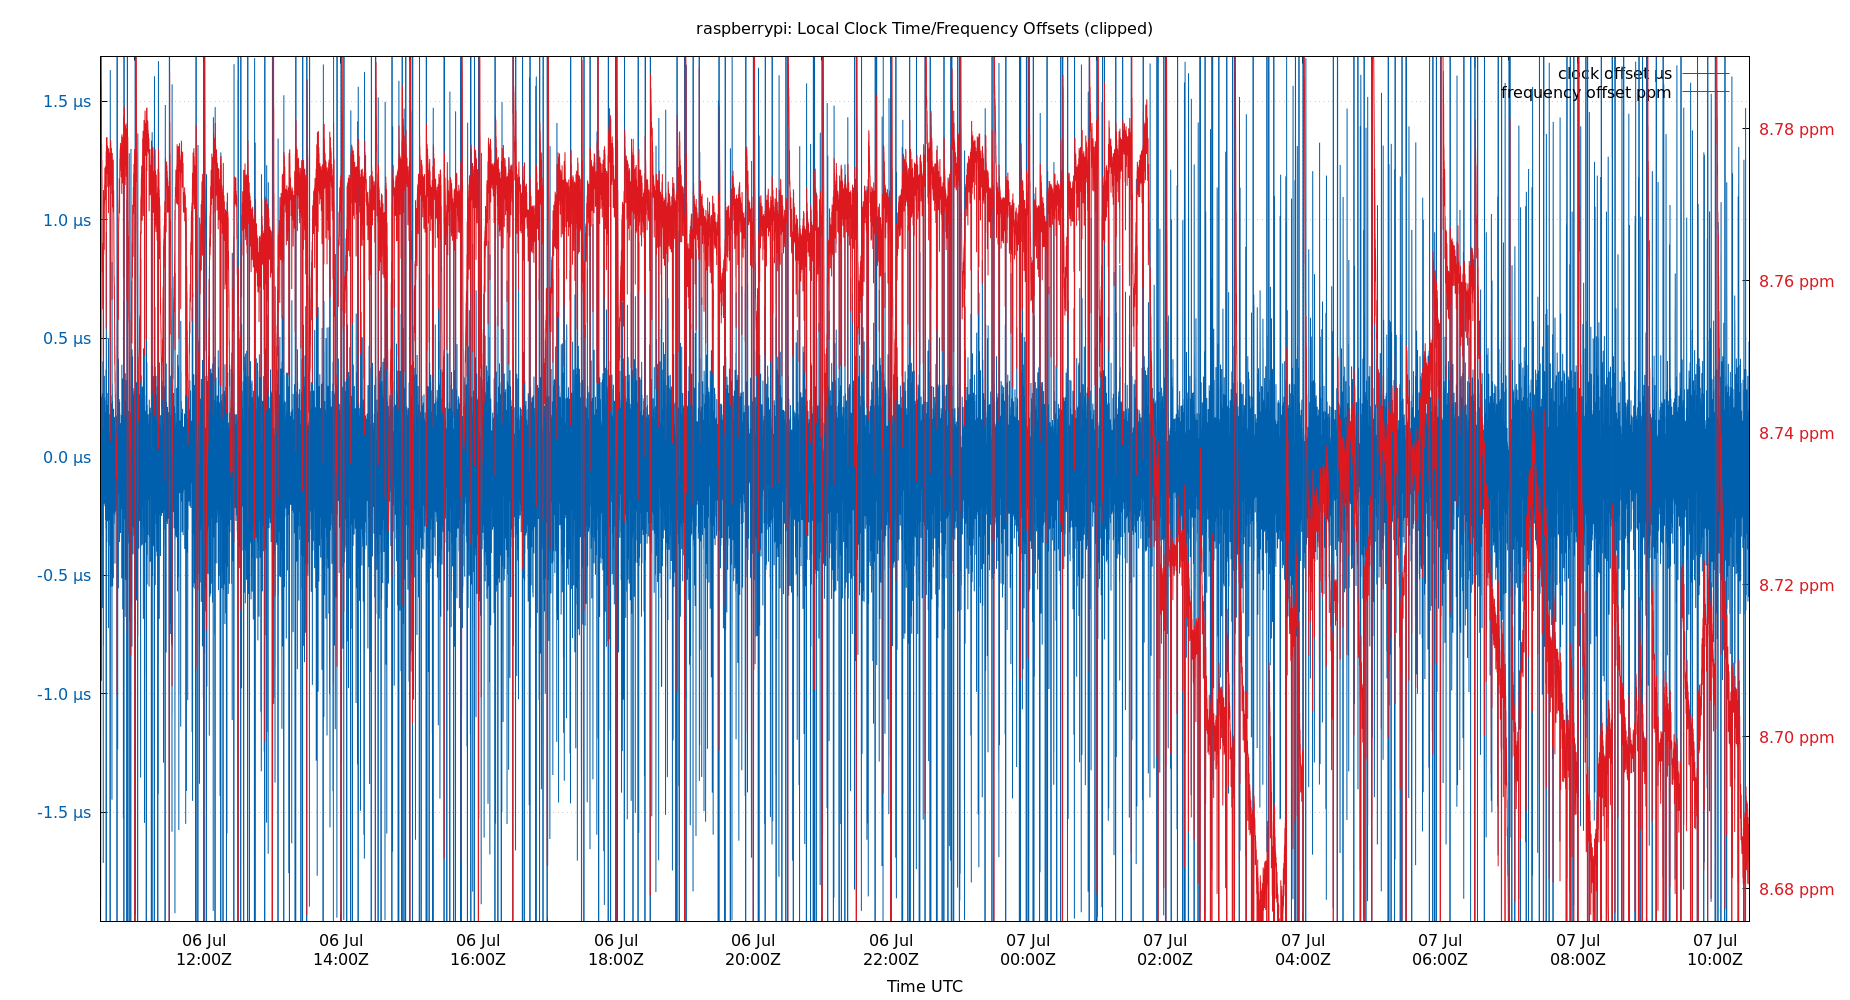 raspberrypi: Local Clock Time/Frequency Offsets (clipped)
clock offset µs
frequency offset ppm
1.5 µs
1.0 µs
0.5 µs
0.0 µs
-0.5 µs
-1.0 µs
-1.5 µs
8.78 ppm
8.76 ppm
8.74 ppm
8.72 ppm
8.70 ppm
8.68 ppm
06 Jul 06 Jul 06 Jul 06 Jul 06 Jul 06 Jul 07 Jul 07 Jul 07 Jul 07 Jul 07 Jul 07 Jul
12:00Z 14:00Z 16:00Z 18:00Z 20:00Z 22:00Z 00:00Z 02:00Z 04:00Z 06:00Z 08:00Z 10:00Z
Time UTC